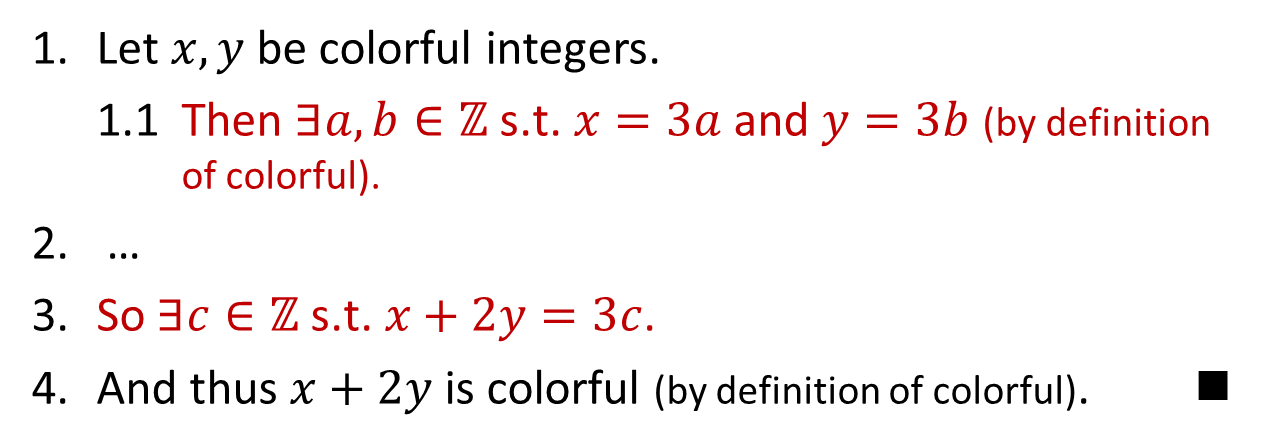 1. Let x, y be colorful integers.
1.1 Then ∃a, b ∈ ℤ s.t. x = 3a and y = 3b (by definition
of colorful).
2. ...
3. So ∃c ∈ ℤ s.t. x + 2y = 3c.
4. And thus x + 2y is colorful (by definition of colorful). ■